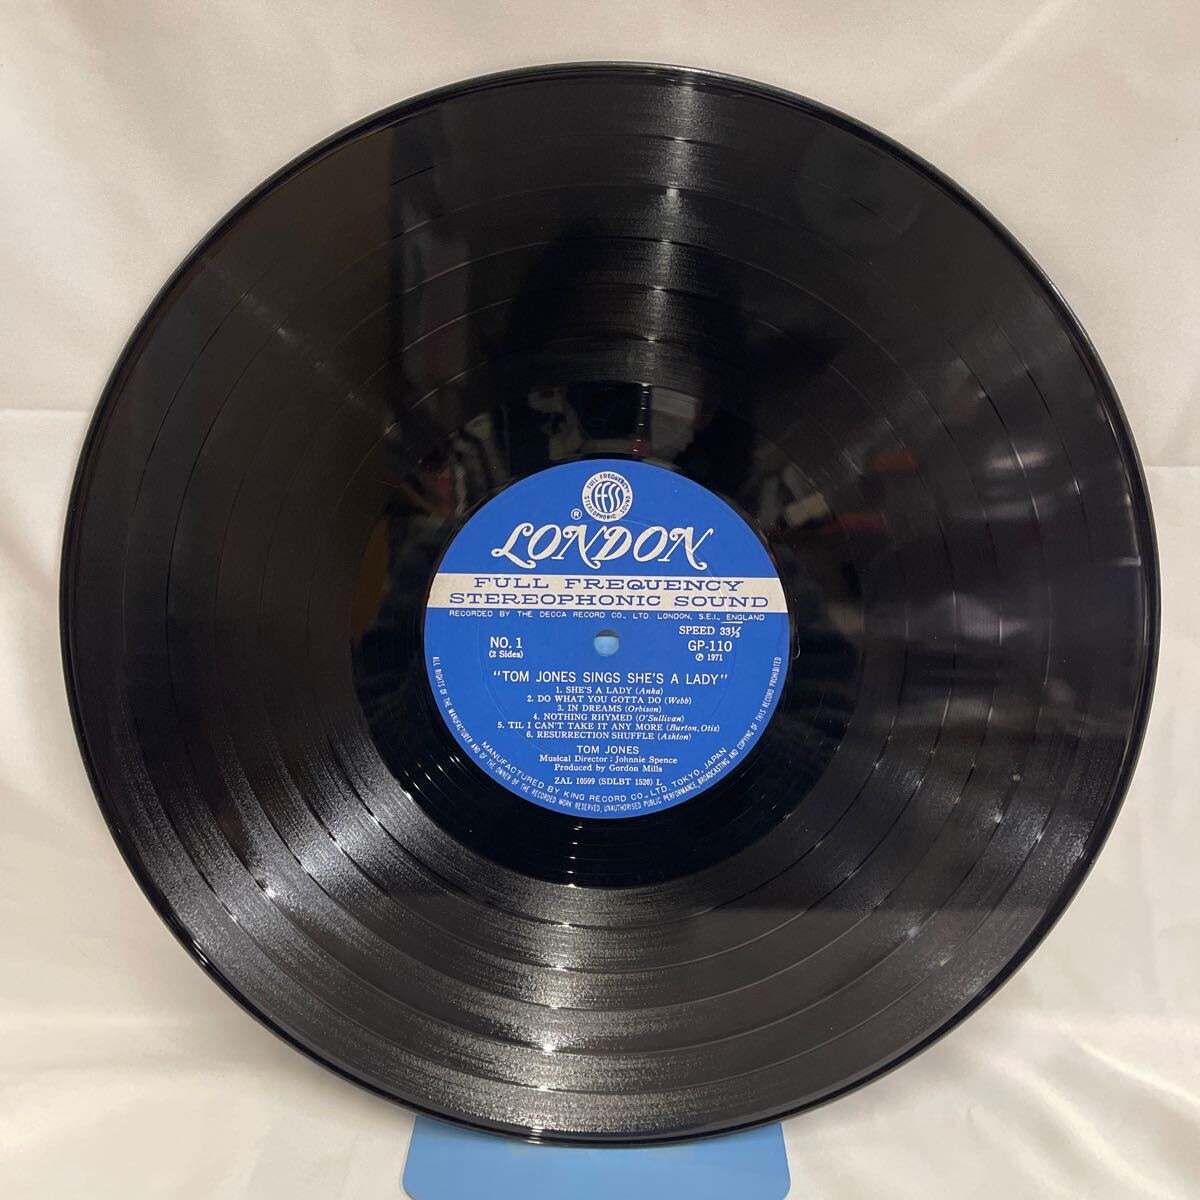 FULL FREQUENCY
FFSS
STEREOPHONIC SOUND
®
LONDON
FULL FREQUENCY
STEREOPHONIC SOUND
RECORDED BY THE DECCA RECORD CO., LTD. LONDON, S.E.I., ENGLAND
SPEED 33⅓
NO. 1
GP-110
(2 Sides)
Ⓟ 1971
"TOM JONES SINGS SHE'S A LADY"
1. SHE'S A LADY (Anka)
2. DO WHAT YOU GOTTA DO (Webb)
3. IN DREAMS (Orbison)
4. NOTHING RHYMED (O'Sullivan)
5. 'TIL I CAN'T TAKE IT ANY MORE (Burton, Otis)
6. RESURRECTION SHUFFLE (Ashton)
TOM JONES
Musical Director : Johnnie Spence
Produced by Gordon Mills
ZAL 10599 (SDLBT 1520) L
MANUFACTURED BY KING RECORD CO., LTD. TOKYO, JAPAN
ALL RIGHTS OF THE MANUFACTURER AND OF THE OWNER OF THE RECORDED WORK RESERVED, UNAUTHORISED PUBLIC PERFORMANCE, BROADCASTING AND COPYING OF THIS RECORD PROHIBITED